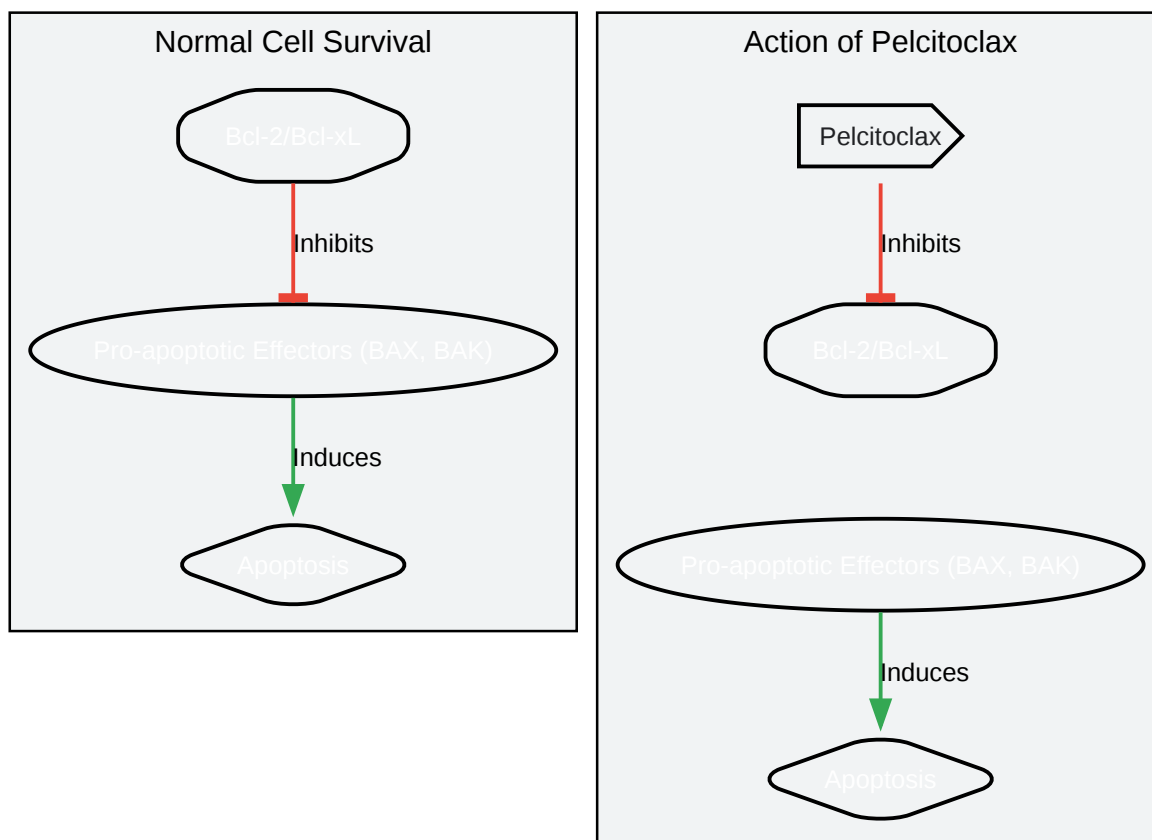 Normal Cell Survival
Bcl-2/Bcl-xL
Inhibits
Pro-apoptotic Effectors (BAX, BAK)
Induces
Apoptosis
Action of Pelcitoclax
Pelcitoclax
Inhibits
Bcl-2/Bcl-xL
Pro-apoptotic Effectors (BAX, BAK)
Induces
Apoptosis